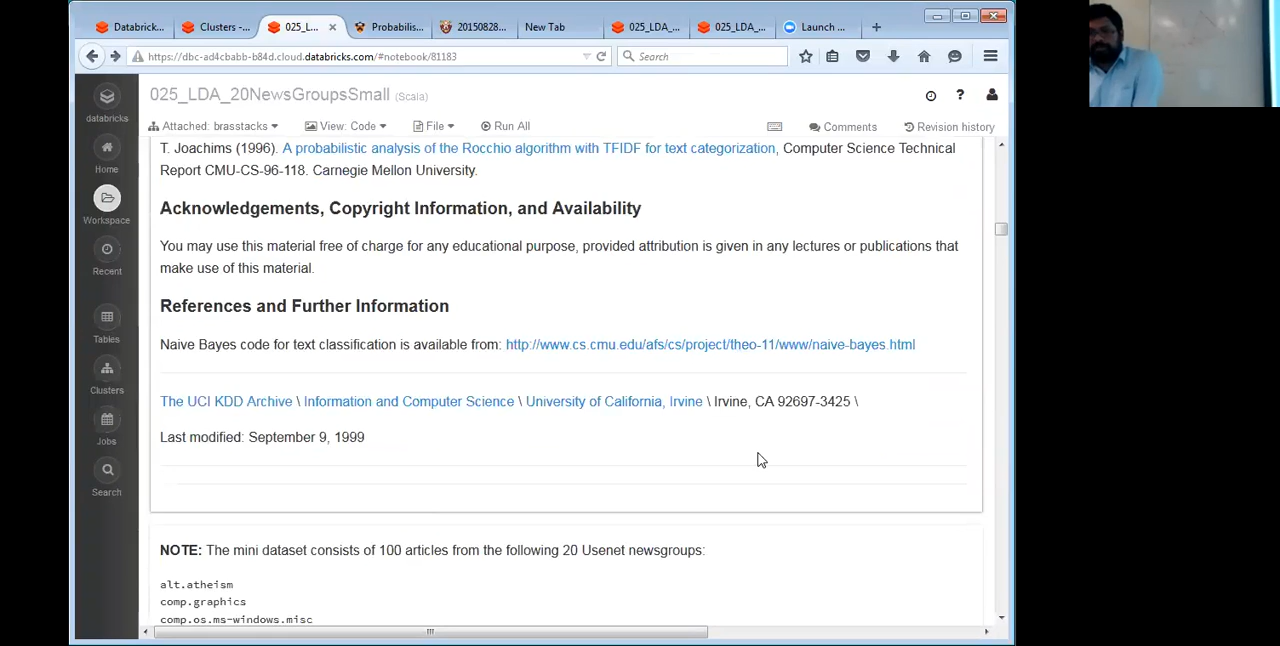 Databrick...
Clusters -...
025_L...
Probabilis...
20150828...
New Tab
025_LDA_...
025_LDA_...
Launch ...
https://dbc-ad4cbabb-b84d.cloud.databricks.com/#notebook/81183
Search
databricks
Home
Workspace
Recent
Tables
Clusters
Jobs
Search
025_LDA_20NewsGroupsSmall (Scala)
Attached: brasstacks
View: Code
File
Run All
Comments
Revision history
T. Joachims (1996). A probabilistic analysis of the Rocchio algorithm with TFIDF for text categorization, Computer Science Technical
Report CMU-CS-96-118. Carnegie Mellon University.
Acknowledgements, Copyright Information, and Availability
You may use this material free of charge for any educational purpose, provided attribution is given in any lectures or publications that
make use of this material.
References and Further Information
Naive Bayes code for text classification is available from: http://www.cs.cmu.edu/afs/cs/project/theo-11/www/naive-bayes.html
The UCI KDD Archive \ Information and Computer Science \ University of California, Irvine \ Irvine, CA 92697-3425 \
Last modified: September 9, 1999
NOTE: The mini dataset consists of 100 articles from the following 20 Usenet newsgroups:
alt.atheism
comp.graphics
comp.os.ms-windows.misc